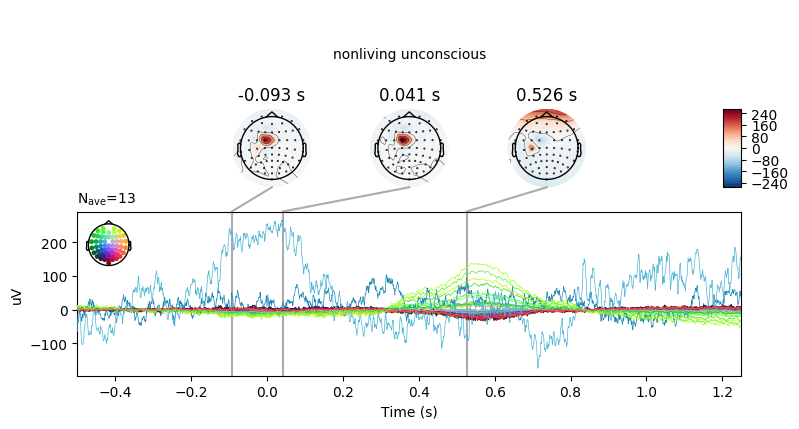 nonliving unconscious
-0.093 s 0.041 s 0.526 s
240
160
80
0
−80
−160
−240
Nave=13
200
100
0
−100
uV
−0.4 −0.2 0.0 0.2 0.4 0.6 0.8 1.0 1.2
Time (s)